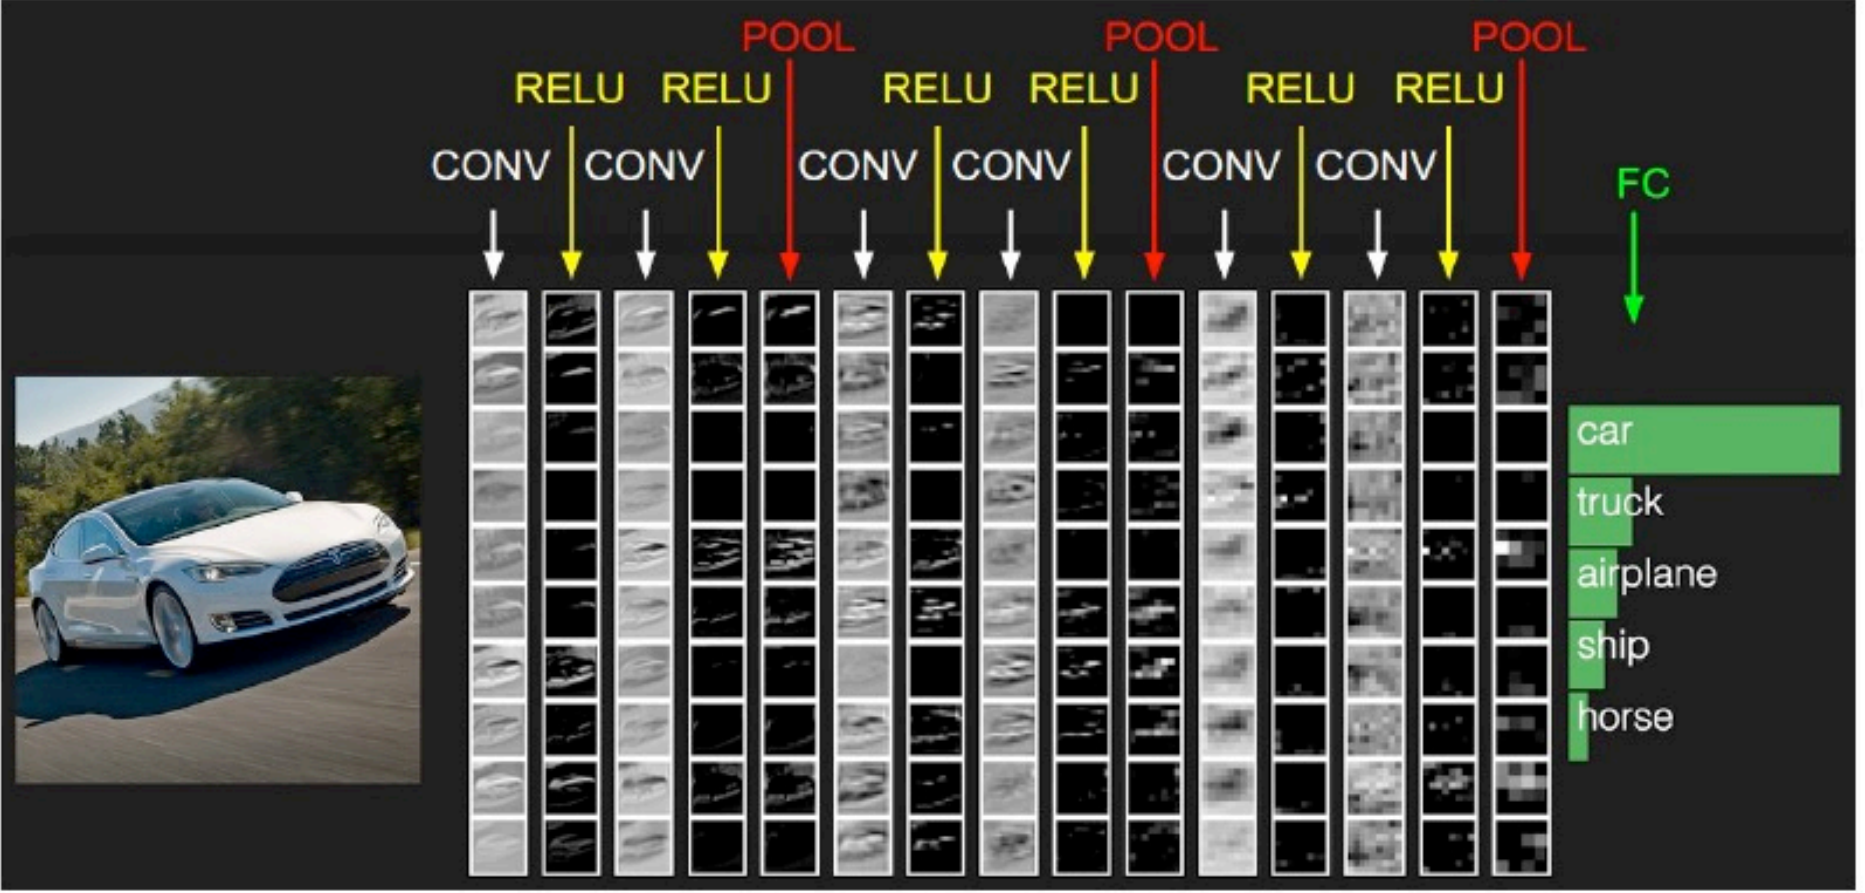 POOL POOL POOL
RELU RELU RELU RELU RELU RELU
CONV CONV CONV CONV CONV CONV
FC
car
truck
airplane
ship
horse